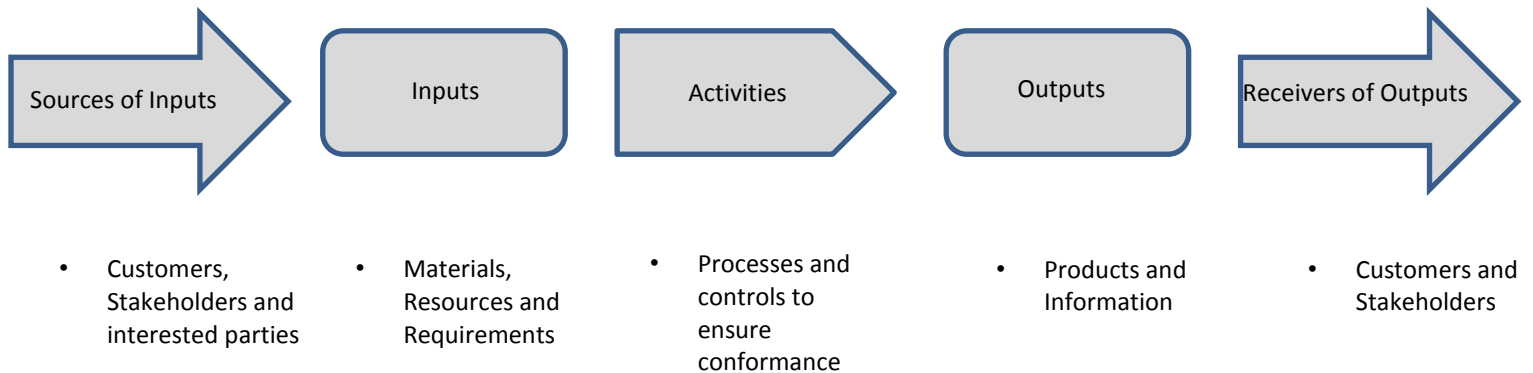 Sources of Inputs
Inputs
Activities
Outputs
Receivers of Outputs
• Customers,
Stakeholders and
interested parties
• Materials,
Resources and
Requirements
• Processes and
controls to
ensure
conformance
• Products and
Information
• Customers and
Stakeholders